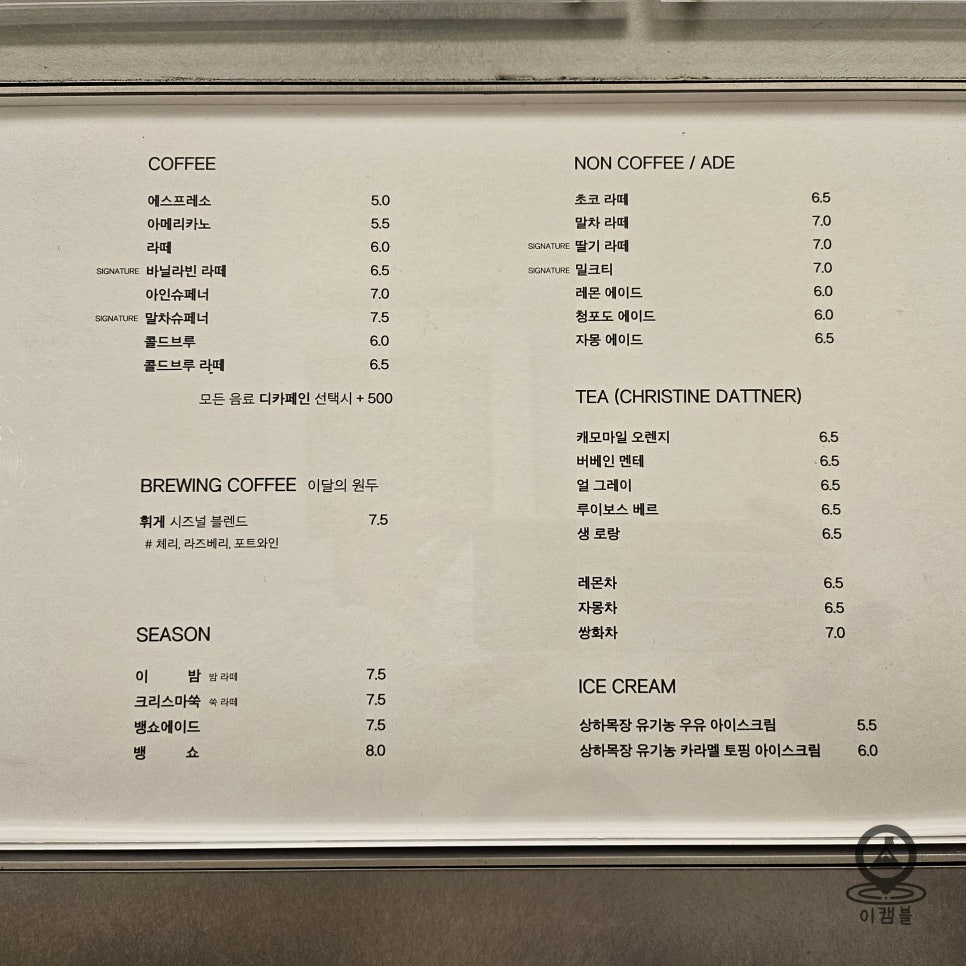 COFFEE
에스프레소 5.0
아메리카노 5.5
라떼 6.0
SIGNATURE 바닐라빈 라떼 6.5
아인슈페너 7.0
SIGNATURE 말차슈페너 7.5
콜드브루 6.0
콜드브루 라떼 6.5
모든 음료 디카페인 선택시 + 500
BREWING COFFEE 이달의 원두
휘게 시즈널 블렌드 7.5
# 체리, 라즈베리, 포트와인
SEASON
이 밤 밤 라떼 7.5
크리스마쑥 쑥 라떼 7.5
뱅쇼에이드 7.5
뱅 쇼 8.0
NON COFFEE / ADE
초코 라떼 6.5
말차 라떼 7.0
SIGNATURE 딸기 라떼 7.0
SIGNATURE 밀크티 7.0
레몬 에이드 6.0
청포도 에이드 6.0
자몽 에이드 6.5
TEA (CHRISTINE DATTNER)
캐모마일 오렌지 6.5
버베인 멘테 6.5
얼 그레이 6.5
루이보스 베르 6.5
생 로랑 6.5
레몬차 6.5
자몽차 6.5
쌍화차 7.0
ICE CREAM
상하목장 유기농 우유 아이스크림 5.5
상하목장 유기농 카라멜 토핑 아이스크림 6.0
이캠블